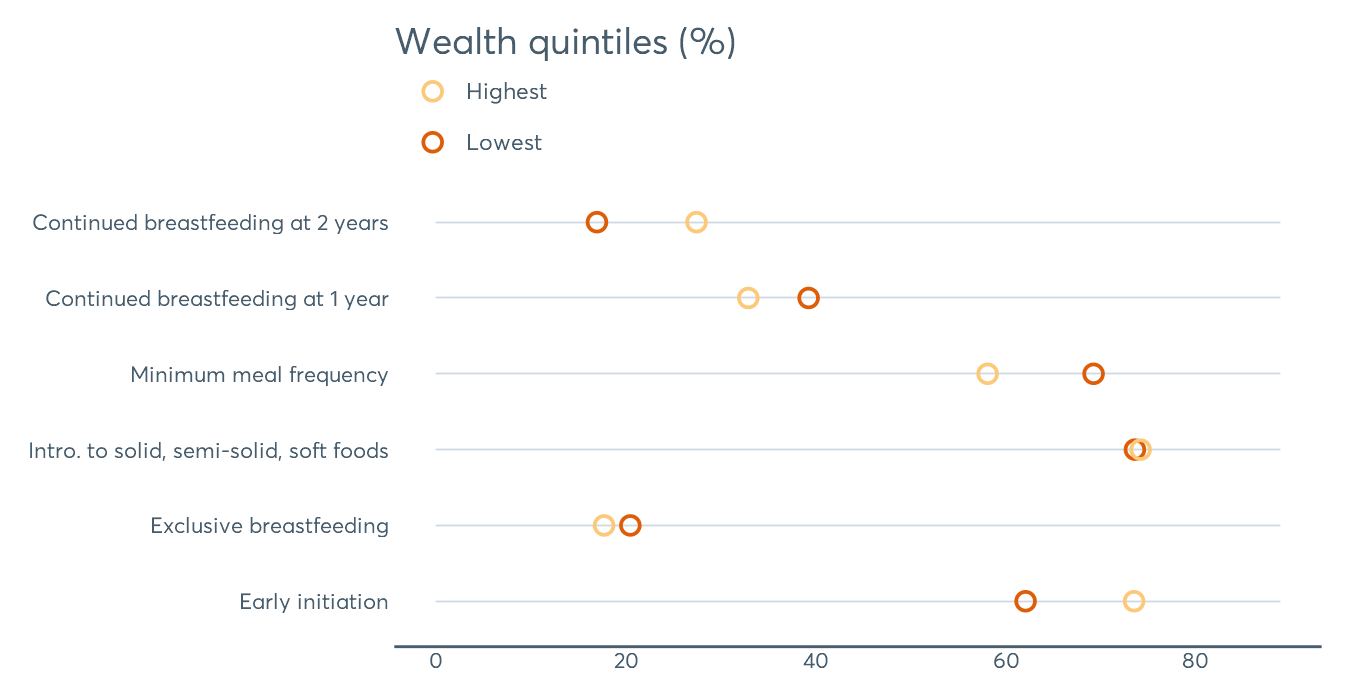 Wealth quintiles (%)
Highest
Lowest
Continued breastfeeding at 2 years
Continued breastfeeding at 1 year
Minimum meal frequency
Intro. to solid, semi-solid, soft foods
Exclusive breastfeeding
Early initiation
0 20 40 60 80